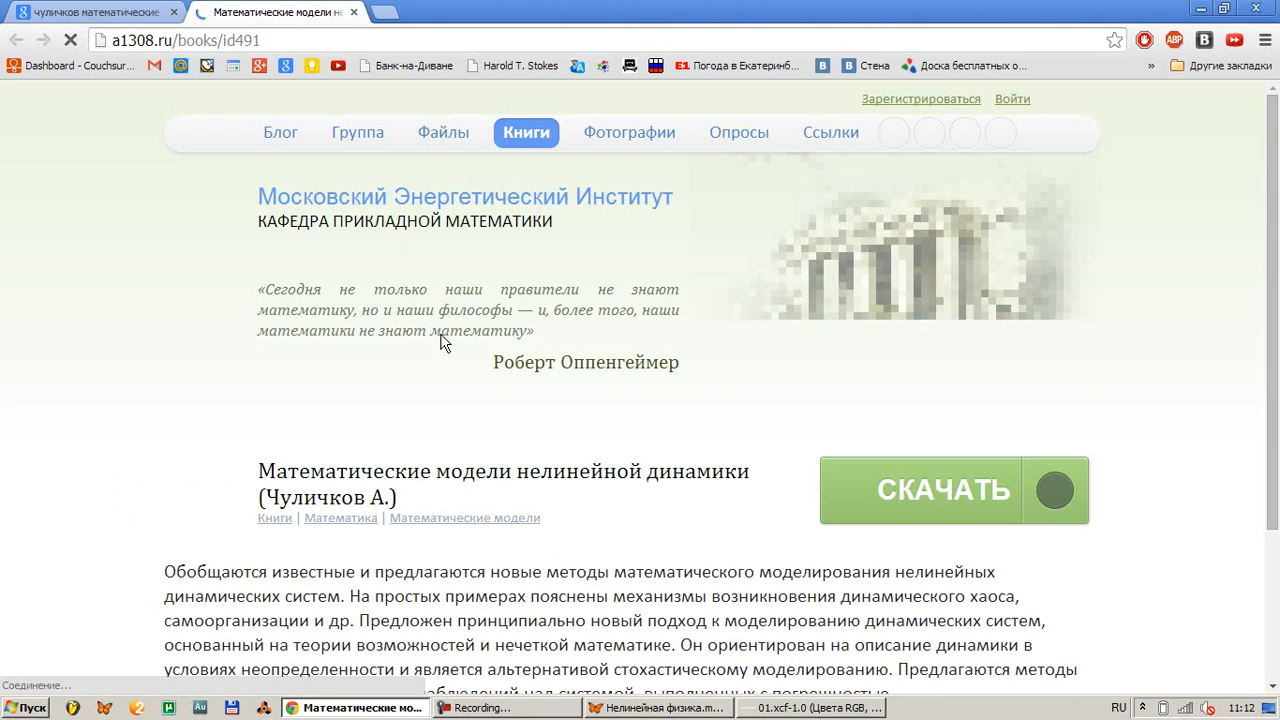 чуличков математические
Математические модели не
a1308.ru/books/id491
Dashboard - Couchsur...
Банк-на-Диване
Harold T. Stokes
Погода в Екатеринб...
Стена
Доска бесплатных о...
»
Другие закладки
Зарегистрироваться Войти
Блог Группа Файлы Книги Фотографии Опросы Ссылки
Московский Энергетический Институт
КАФЕДРА ПРИКЛАДНОЙ МАТЕМАТИКИ
«Сегодня не только наши правители не знают
математику, но и наши философы — и, более того, наши
математики не знают математику»
Роберт Оппенгеймер
Математические модели нелинейной динамики
(Чуличков А.)
СКАЧАТЬ
Книги | Математика | Математические модели
Обобщаются известные и предлагаются новые методы математического моделирования нелинейных
динамических систем. На простых примерах пояснены механизмы возникновения динамического хаоса,
самоорганизации и др. Предложен принципиально новый подход к моделированию динамических систем,
основанный на теории возможностей и нечеткой математике. Он ориентирован на описание динамики в
условиях неопределенности и является альтернативой стохастическому моделированию. Предлагаются методы
наблюдений над системой, выполненных с погрешностью
Соединение...
Пуск
Математические мо...
Recording...
Нелинейная физика.m...
01.xcf-1.0 (Цвета RGB, ...
RU
11:12